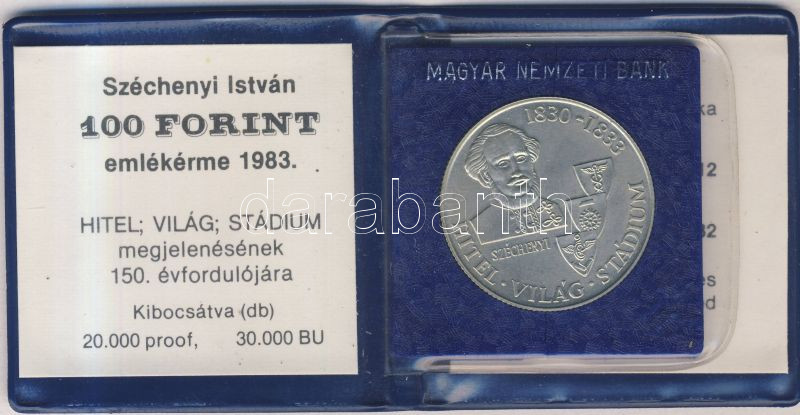 Széchenyi István
100 FORINT
emlékérme 1983.
HITEL; VILÁG; STÁDIUM
megjelenésének
150. évfordulójára
Kibocsátva (db)
20.000 proof, 30.000 BU
MAGYAR NEMZETI BANK
1830-1833
SZÉCHENYI
HITEL · VILÁG · STÁDIUM
darabanth